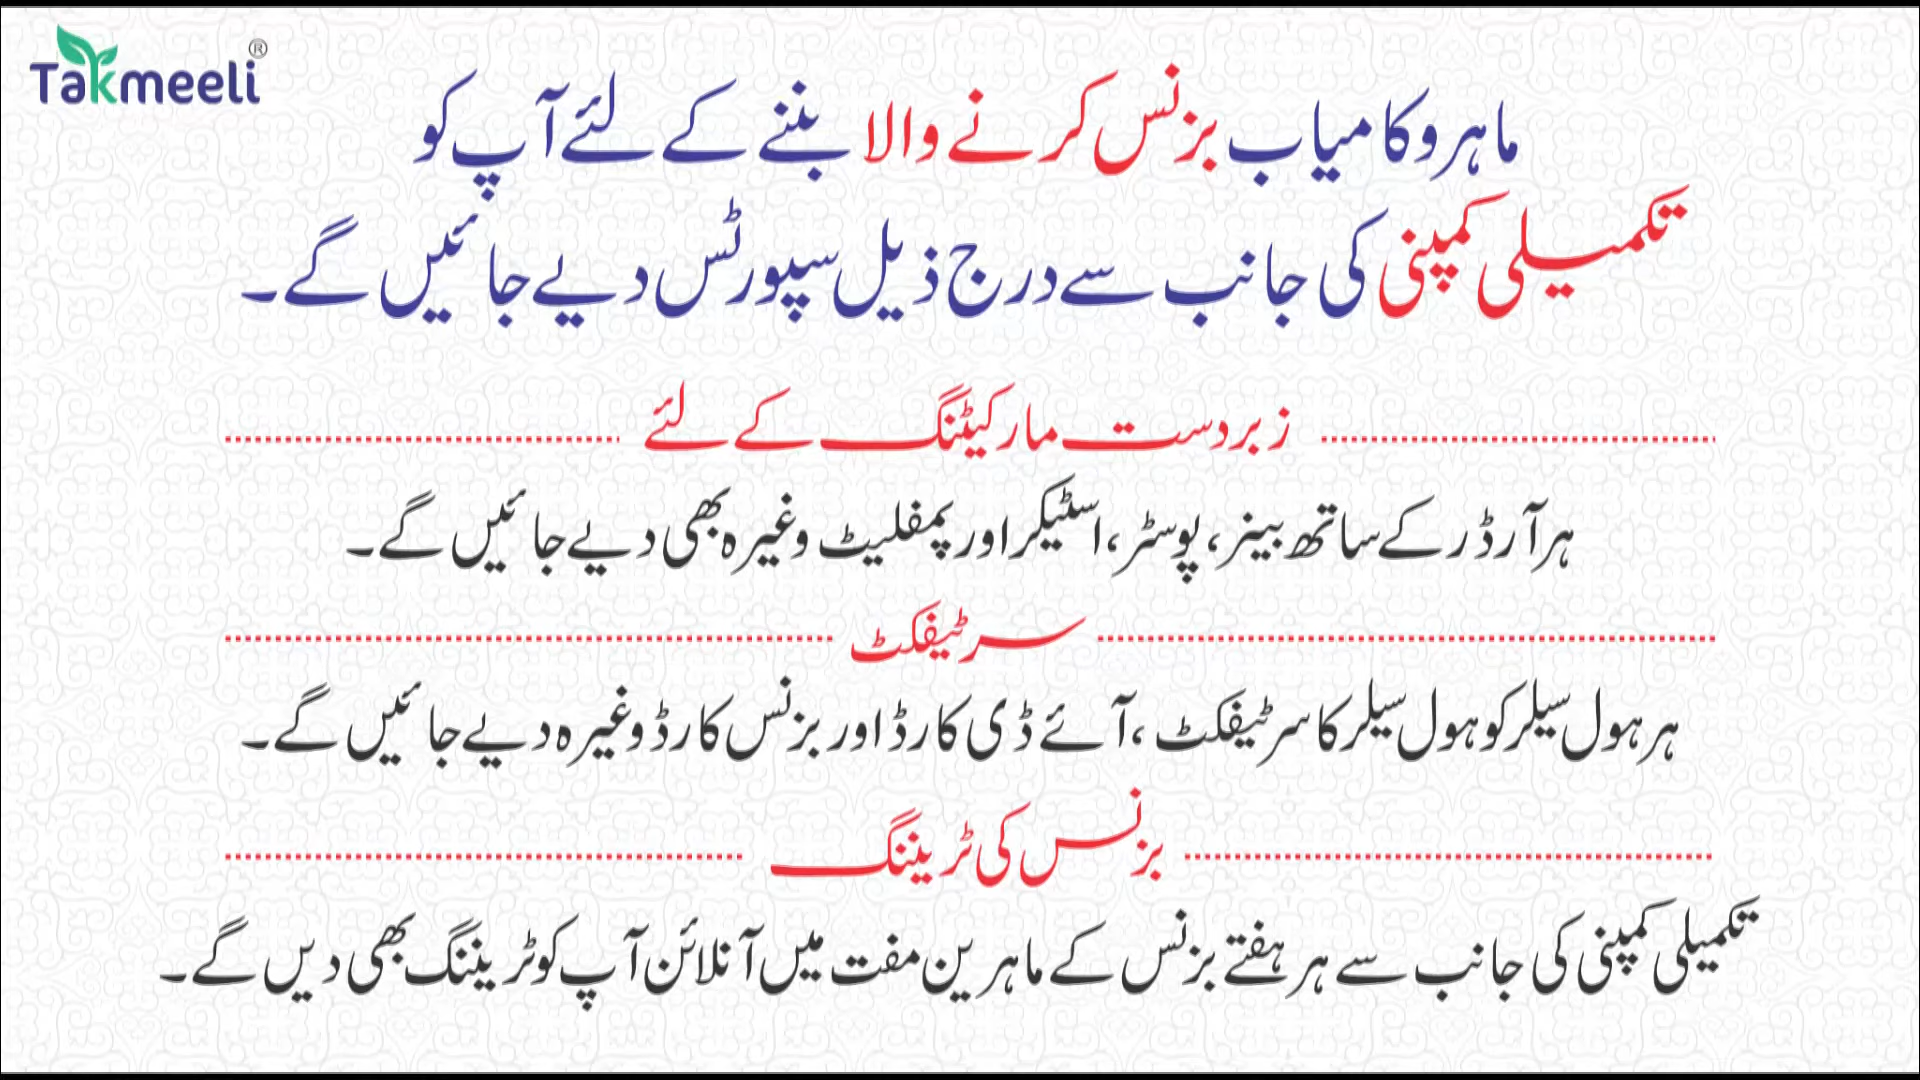 Takmeeli®
ماہر و کامیاب بزنس کرنے والا بننے کے لئے آپ کو
تکمیلی کمپنی کی جانب سے درج ذیل سپورٹس دیے جائیں گے۔
زبردست مارکیٹنگ کے لئے
ہر آرڈر کے ساتھ بینر، پوسٹر، اسٹیکر اور پمفلیٹ وغیرہ بھی دیے جائیں گے۔
سرٹیفکٹ
ہر ہول سیلر کو ہول سیلر کا سرٹیفکٹ، آئے ڈی کارڈ اور بزنس کارڈ وغیرہ دیے جائیں گے۔
بزنس کی ٹریننگ
تکمیلی کمپنی کی جانب سے ہر ہفتے بزنس کے ماہرین مفت میں آنلائن آپ کو ٹریننگ بھی دیں گے۔